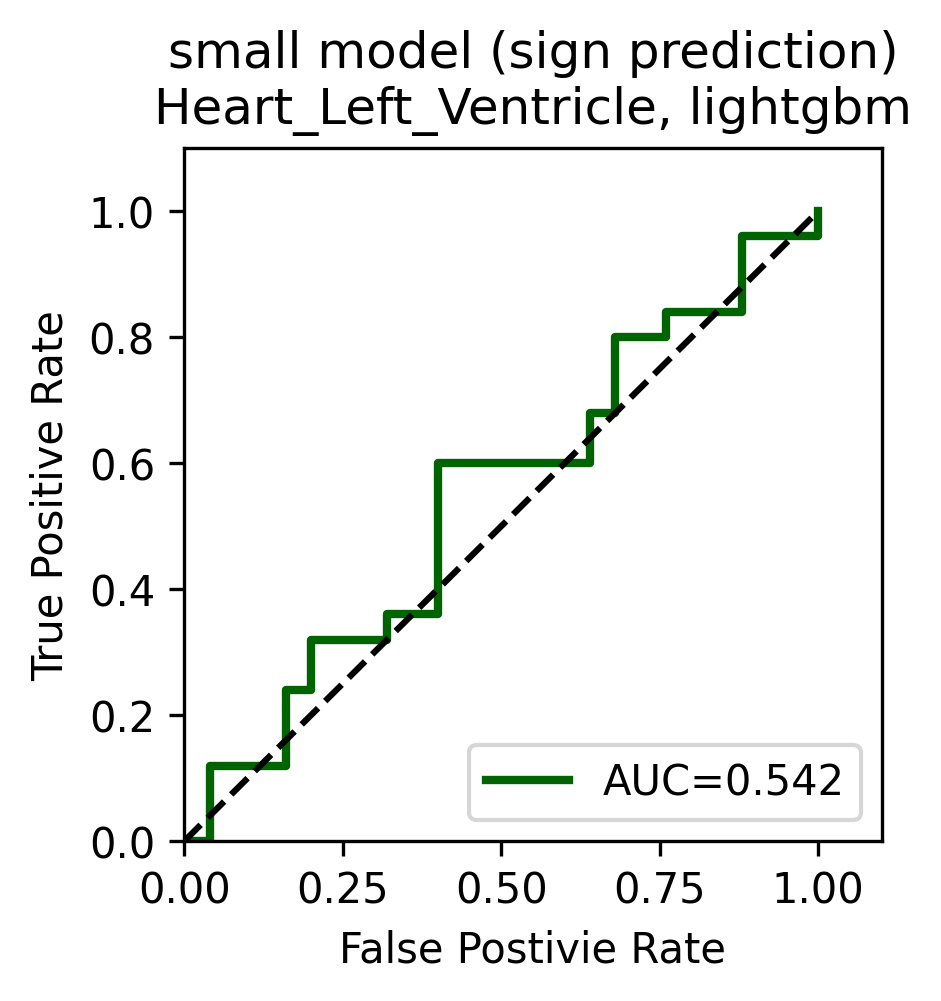 small model (sign prediction)
Heart_Left_Ventricle, lightgbm
True Positive Rate
1.0
0.8
0.6
0.4
0.2
0.0
AUC=0.542
0.00 0.25 0.50 0.75 1.00
False Postivie Rate